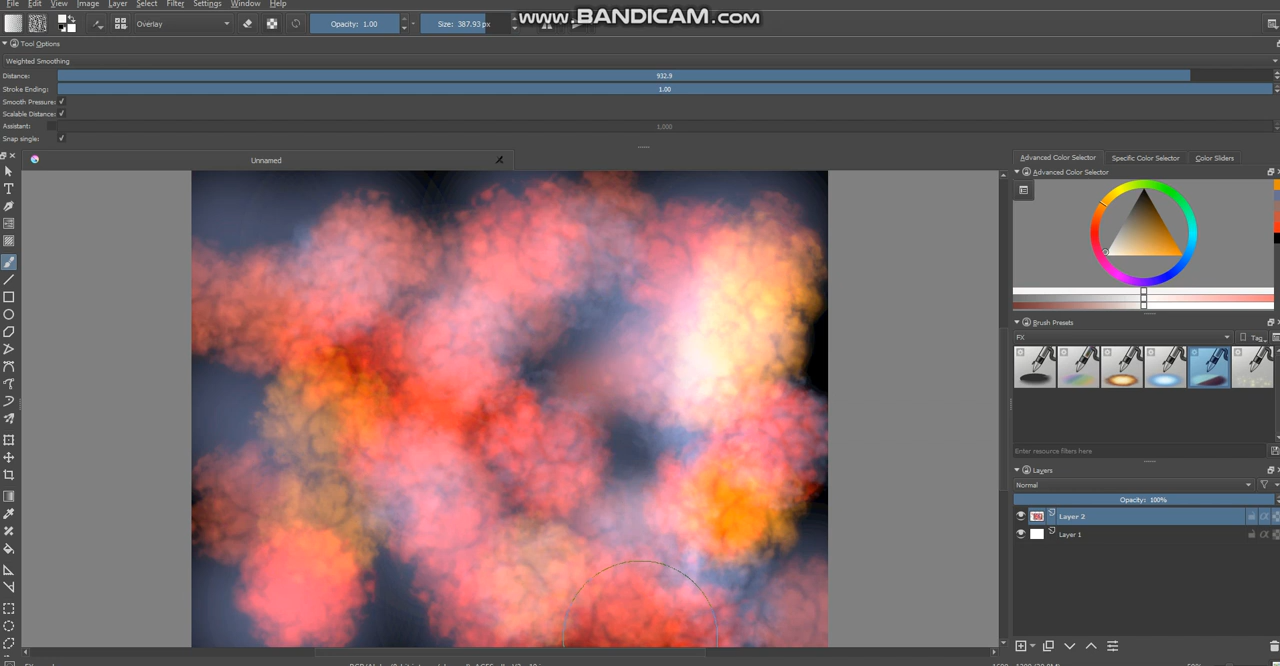 www.BANDICAM.com
File Edit View Image Layer Select Filter Settings Window Help
Overlay Opacity: 1.00 Size: 387.93 px
Tool Options
Weighted Smoothing
Distance: 932.9
Stroke Ending: 1.00
Smooth Pressure:
Scalable Distance:
Assistant: 1.000
Snap single:
Unnamed
Advanced Color Selector Specific Color Selector Color Sliders
Advanced Color Selector
Brush Presets
FX Tag
Enter resource filters here
Layers
Normal
Opacity: 100%
Layer 2
Layer 1